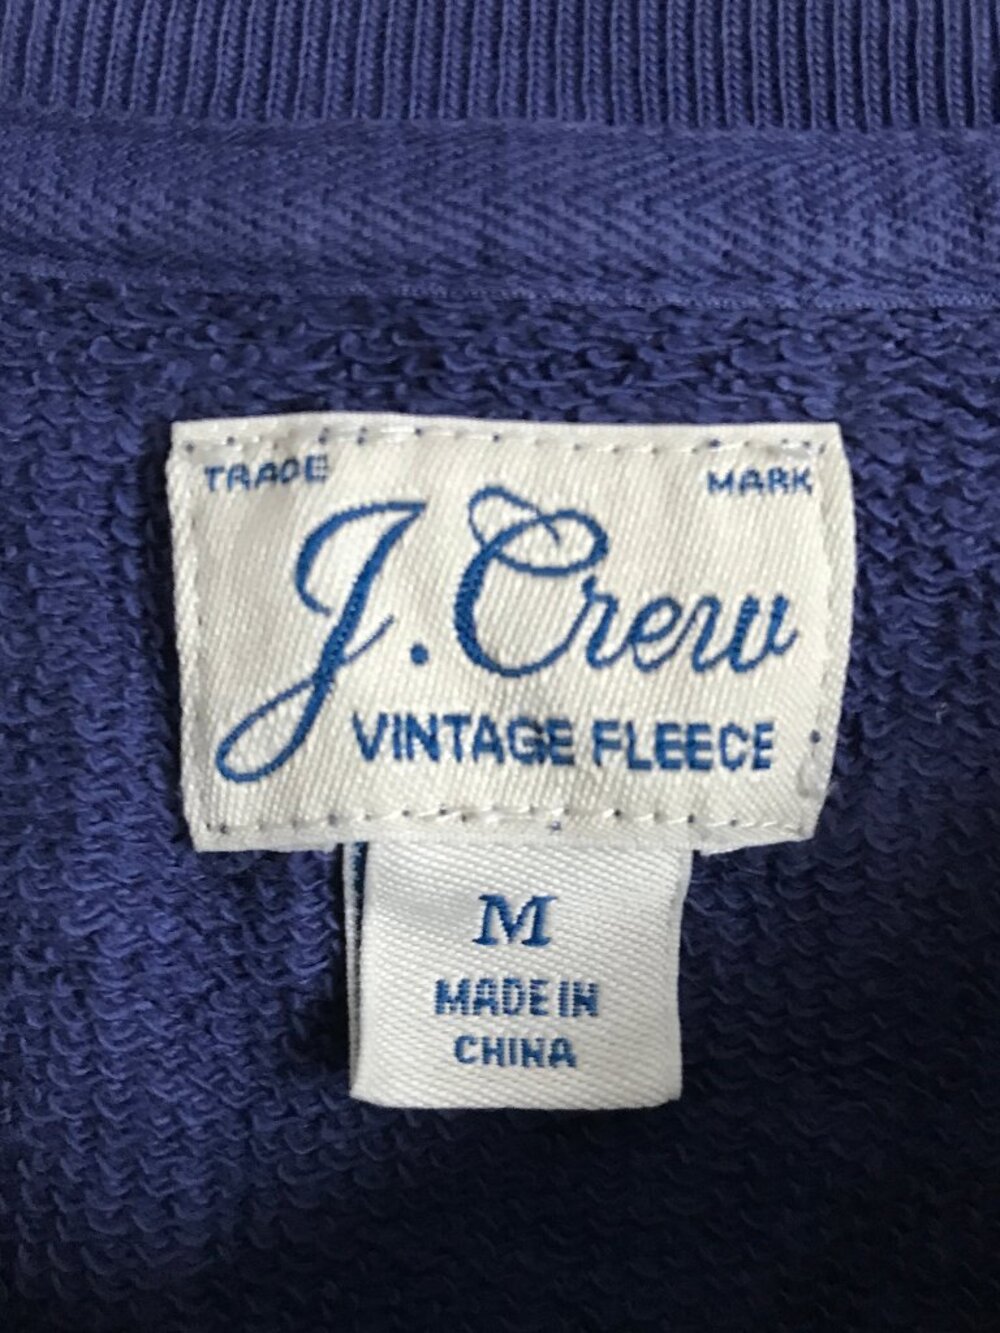 TRADE MARK
J. Crew
VINTAGE FLEECE
M
MADE IN
CHINA